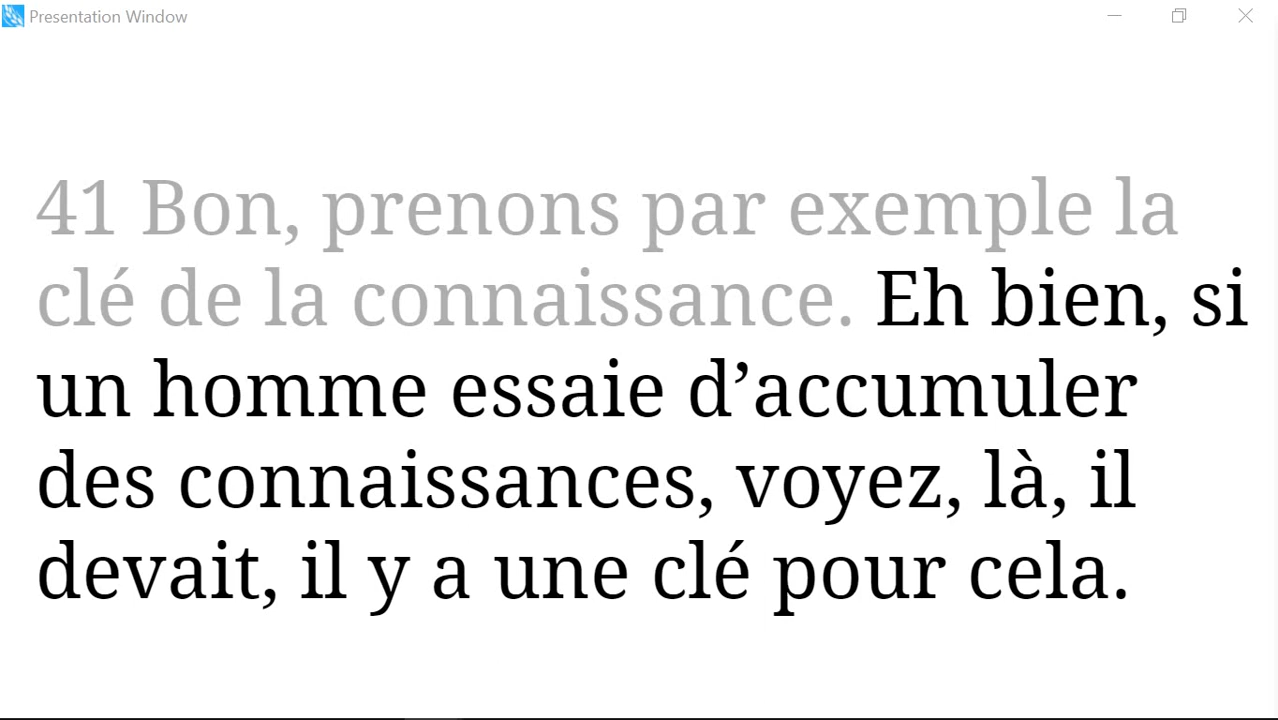 Presentation Window
41 Bon, prenons par exemple la
clé de la connaissance. Eh bien, si
un homme essaie d’accumuler
des connaissances, voyez, là, il
devait, il y a une clé pour cela.